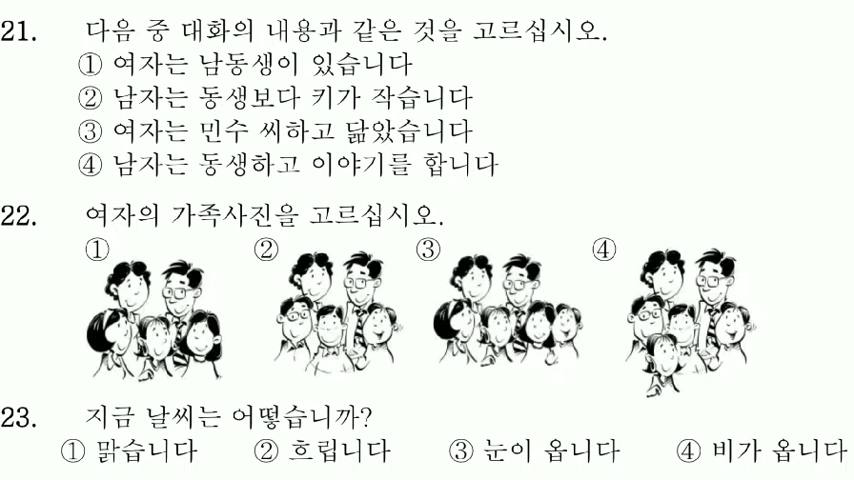 21. 다음 중 대화의 내용과 같은 것을 고르십시오.
① 여자는 남동생이 있습니다
② 남자는 동생보다 키가 작습니다
③ 여자는 민수 씨하고 닮았습니다
④ 남자는 동생하고 이야기를 합니다
22. 여자의 가족사진을 고르십시오.
① ② ③ ④
23. 지금 날씨는 어떻습니까?
① 맑습니다 ② 흐립니다 ③ 눈이 옵니다 ④ 비가 옵니다